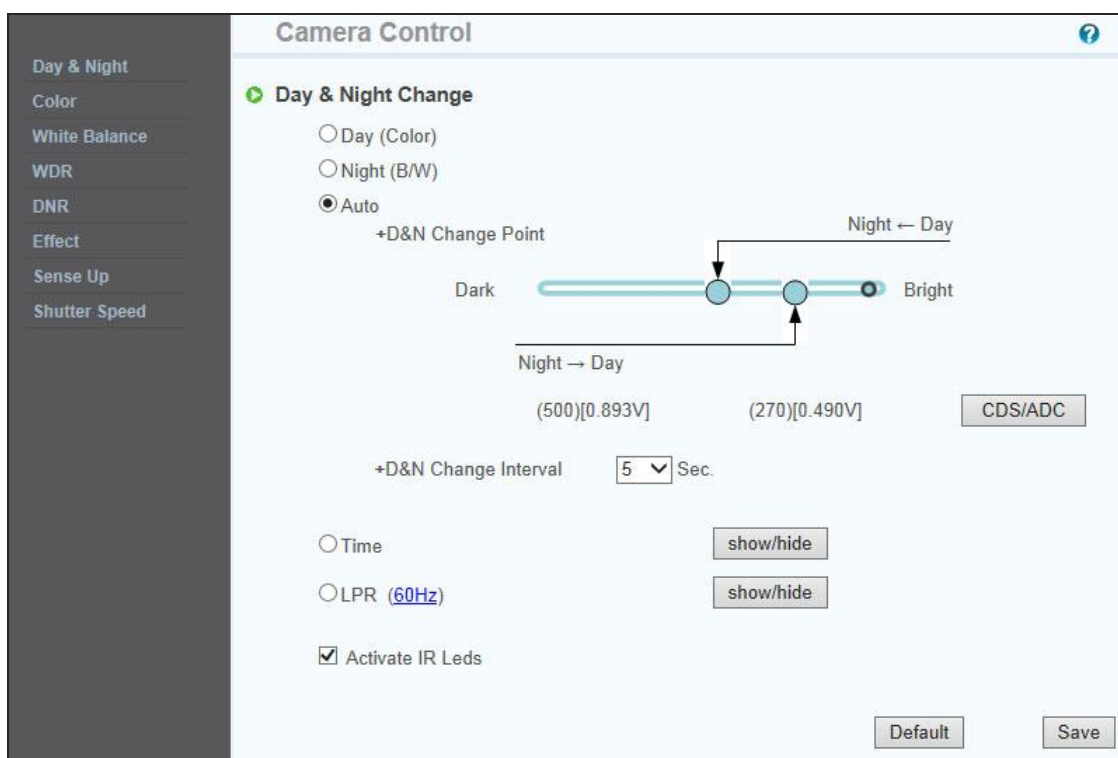 Camera Control
?
Day & Night
Color
White Balance
WDR
DNR
Effect
Sense Up
Shutter Speed
Day & Night Change
Day (Color)
Night (B/W)
Auto
+D&N Change Point
Night ← Day
Dark
Bright
Night → Day
(500)[0.893V] (270)[0.490V] CDS/ADC
+D&N Change Interval 5 Sec.
Time show/hide
LPR (60Hz) show/hide
Activate IR Leds
Default Save